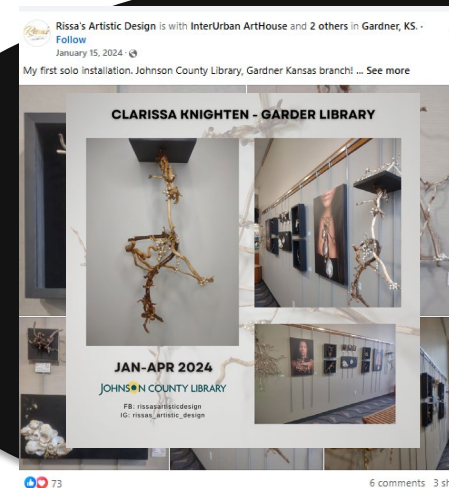 Rissa's Artistic Design is with InterUrban ArtHouse and 2 others in Gardner, KS. ·
Follow
January 15, 2024 ·
My first solo installation. Johnson County Library, Gardner Kansas branch! ... See more
CLARISSA KNIGHTEN - GARDER LIBRARY
JAN-APR 2024
JOHNSON COUNTY LIBRARY
FB: rissasartisticdesign
IG: rissas_artistic_design
73
6 comments 3